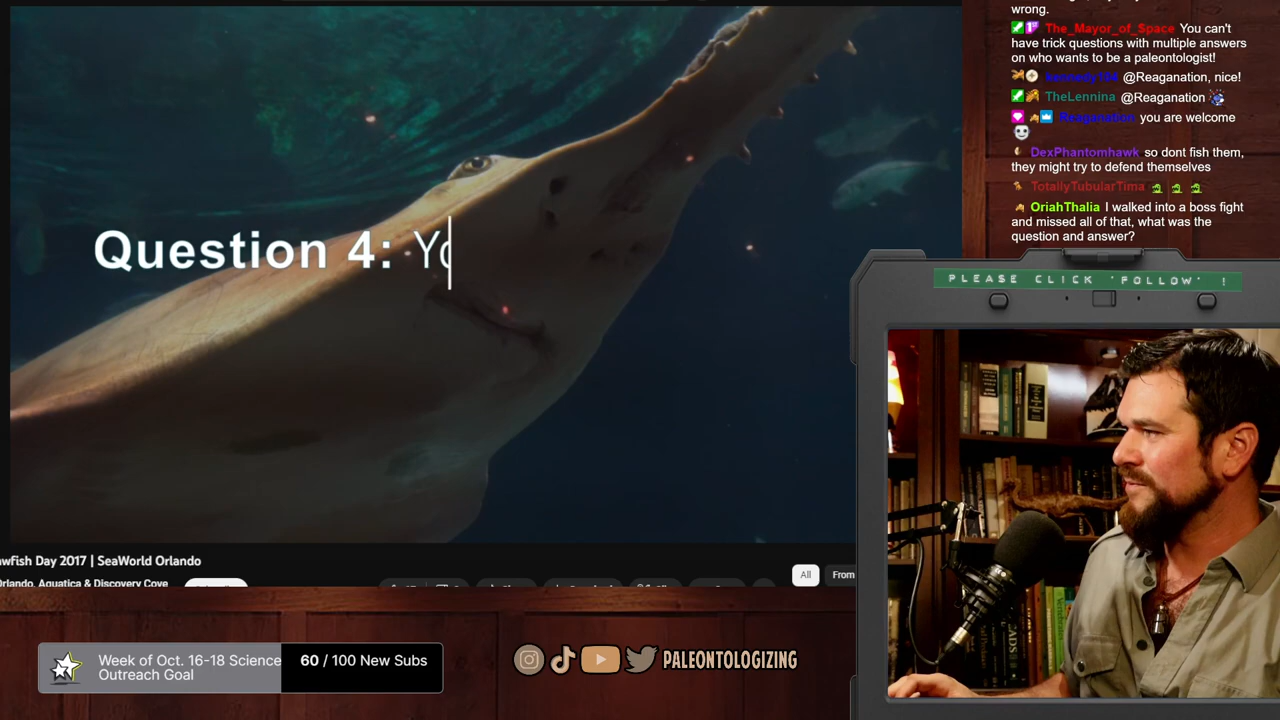 Question 4: Yo
wrong.
The_Mayor_of_Space You can't
have trick questions with multiple answers
on who wants to be a paleontologist!
kennedy104 @Reaganation, nice!
TheLennina @Reaganation
Reaganation you are welcome
DexPhantomhawk so dont fish them,
they might try to defend themselves
TotallyTubularTima
OriahThalia I walked into a boss fight
and missed all of that, what was the
question and answer?
PLEASE CLICK "FOLLOW" !
awfish Day 2017 | SeaWorld Orlando
Orlando, Aquatica & Discovery Cove
All From
Week of Oct. 16-18 Science
Outreach Goal
60 / 100 New Subs
PALEONTOLOGIZING